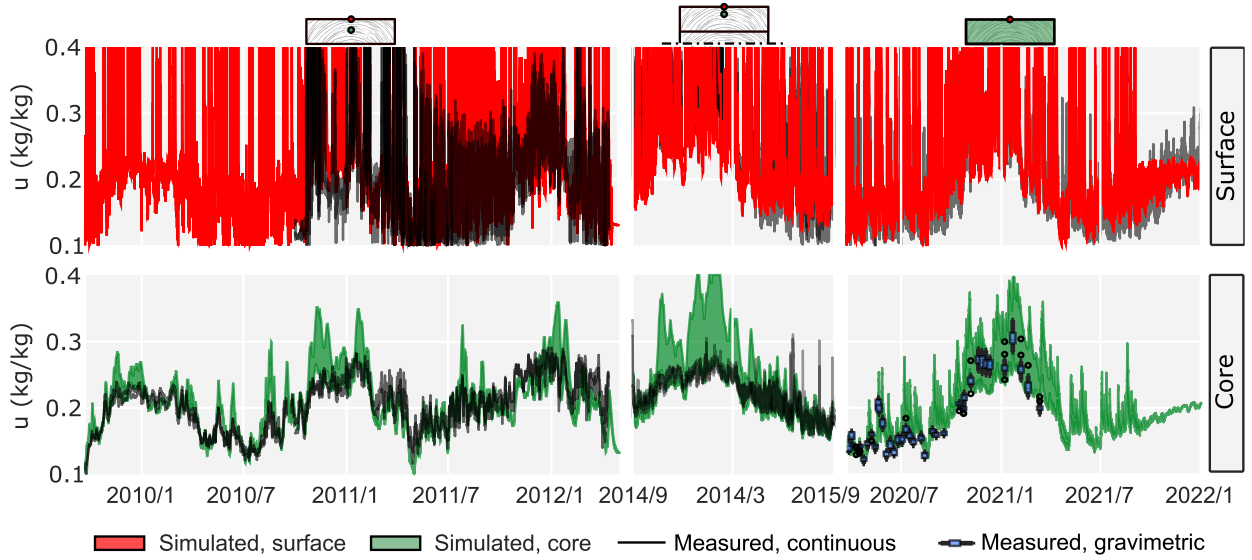 0.4
0.3
0.2
0.1
u (kg/kg)
Surface
0.4
0.3
0.2
0.1
u (kg/kg)
Core
2010/1 2010/7 2011/1 2011/7 2012/1 2014/9 2014/3 2015/9 2020/7 2021/1 2021/7 2022/1
Simulated, surface Simulated, core Measured, continuous Measured, gravimetric